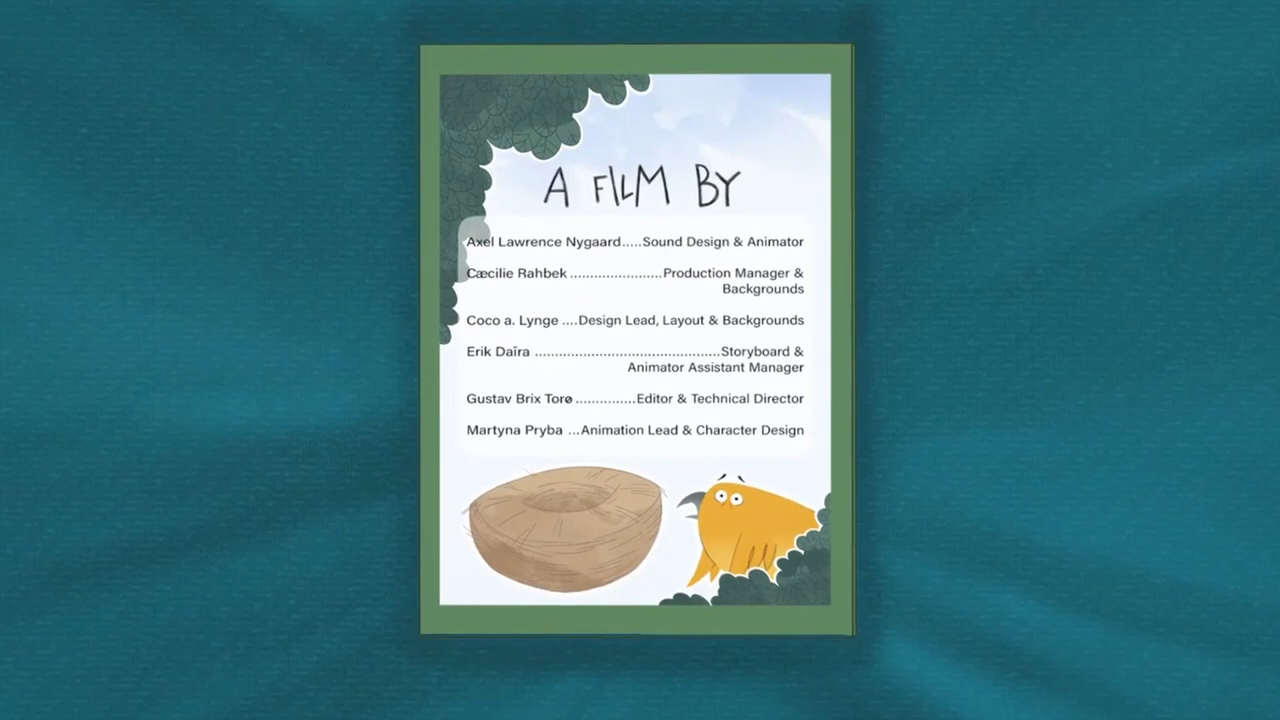 A FILM BY
Axel Lawrence Nygaard.....Sound Design & Animator
Cæcilie Rahbek.......................Production Manager &
Backgrounds
Coco a. Lynge ....Design Lead, Layout & Backgrounds
Erik Daïra ..............................................Storyboard &
Animator Assistant Manager
Gustav Brix Torø ...............Editor & Technical Director
Martyna Pryba ...Animation Lead & Character Design